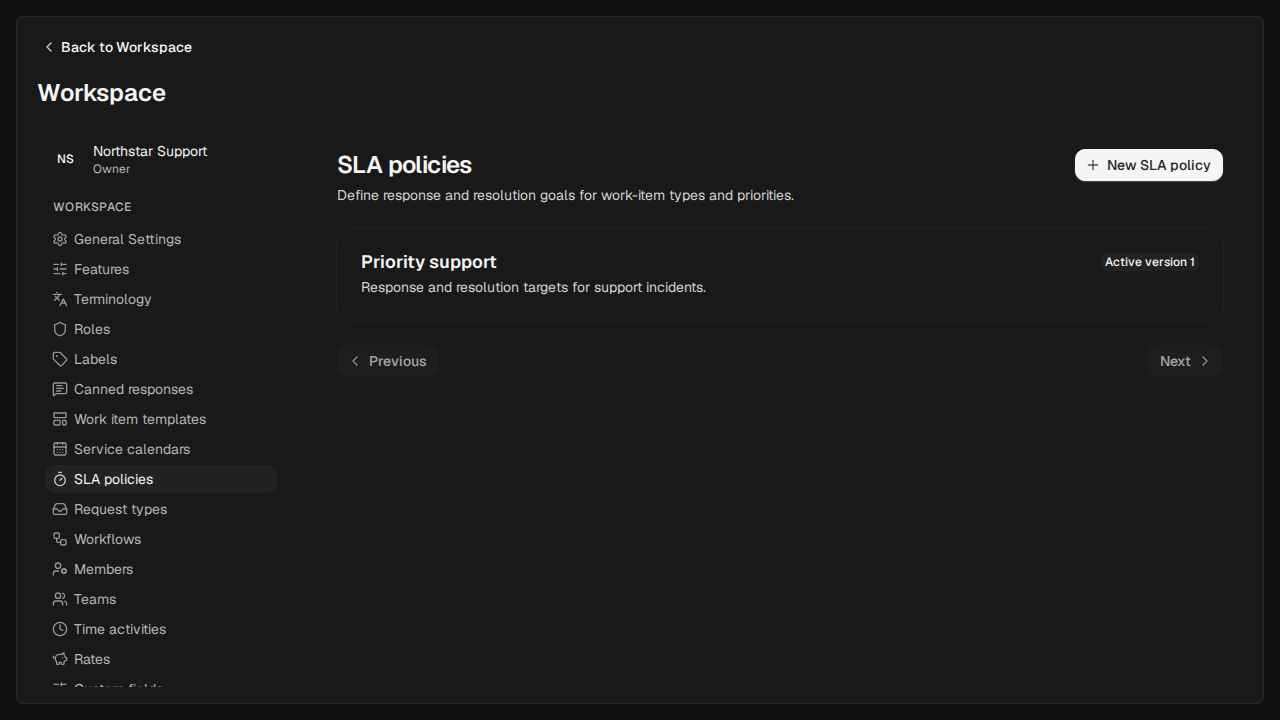 Back to Workspace
Workspace
NS
Northstar Support
Owner
WORKSPACE
General Settings
Features
Terminology
Roles
Labels
Canned responses
Work item templates
Service calendars
SLA policies
Request types
Workflows
Members
Teams
Time activities
Rates
SLA policies
New SLA policy
Define response and resolution goals for work-item types and priorities.
Priority support
Active version 1
Response and resolution targets for support incidents.
Previous
Next